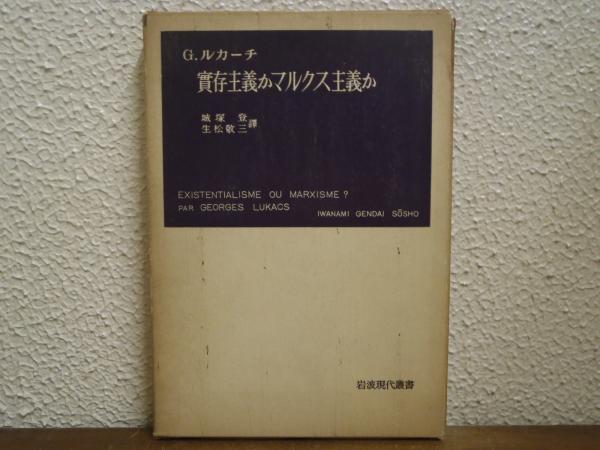 G. ルカーチ
實存主義かマルクス主義か
城塚 登
生松敬三 譯
EXISTENTIALISME OU MARXISME?
PAR GEORGES LUKACS
IWANAMI GENDAI SŌSHO
岩波現代叢書